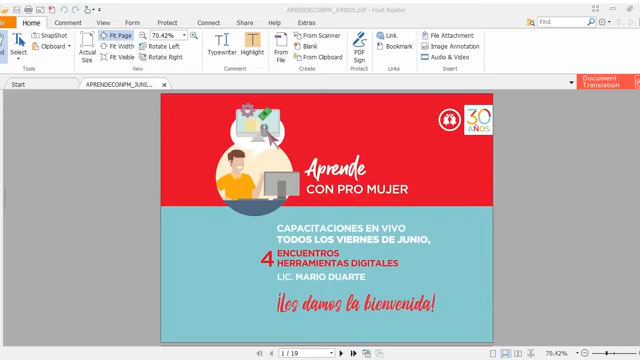 APRENDECONPM_JUNIOS.pdf - Foxit Reader
Home Comment View Form Protect Connect Share Help Extras
Find
SnapShot
Clipboard
Select
Actual Size
Fit Page
Fit Width
Fit Visible
70.42%
Rotate Left
Rotate Right
Typewriter
Highlight
From Scanner
Blank
From Clipboard
PDF Sign
Link
Bookmark
File Attachment
Image Annotation
Audio & Video
Tools View Comment Create Protect Links Insert
Start
APRENDECONPM_JUNI...
Document Translation
30 AÑOS
Aprende
CON PRO MUJER
CAPACITACIONES EN VIVO
TODOS LOS VIERNES DE JUNIO,
4 ENCUENTROS
HERRAMIENTAS DIGITALES
LIC. MARIO DUARTE
¡Les damos la bienvenida!
1 / 19
70.42%